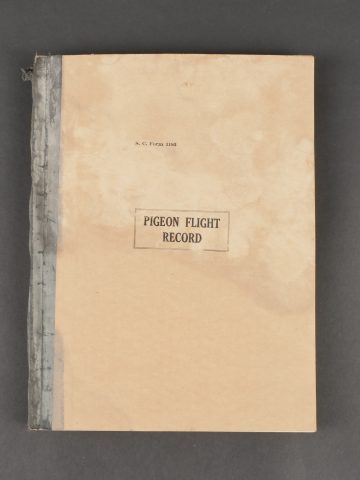 S. C. Form
PIGEON FLIGHT
RECORD